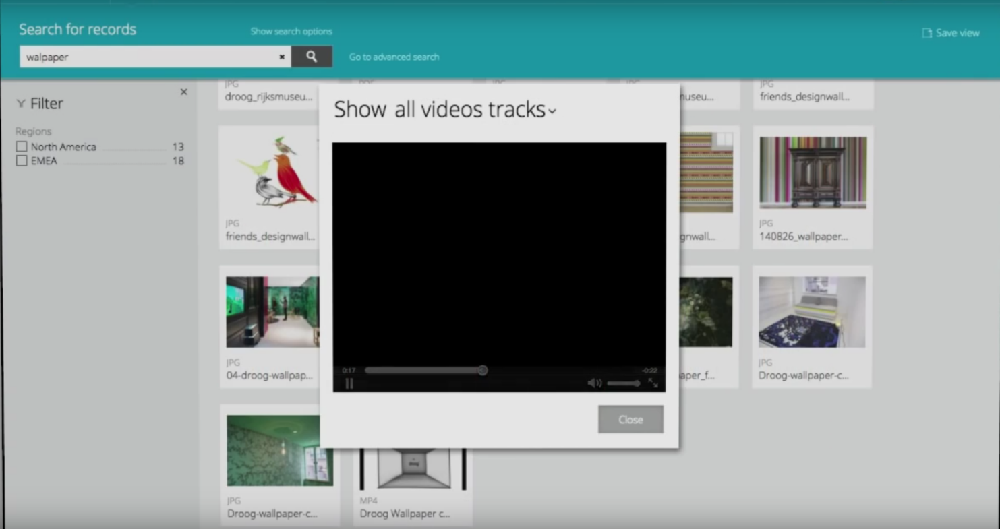 Search for records
Show search options
Save view
walpaper
Go to advanced search
Filter
Regions
North America 13
EMEA 18
JPG
droog_rijksmuseu...
JPG
friends_designwall...
Show all videos tracks
JPG
friends_designwall...
gnwall...
JPG
140826_wallpaper...
0:17
-0:22
JPG
04-droog-wallpap...
aper_f...
JPG
Droog-wallpaper-c...
Close
JPG
Droog-wallpaper-c...
droog
MP4
Droog Wallpaper c...